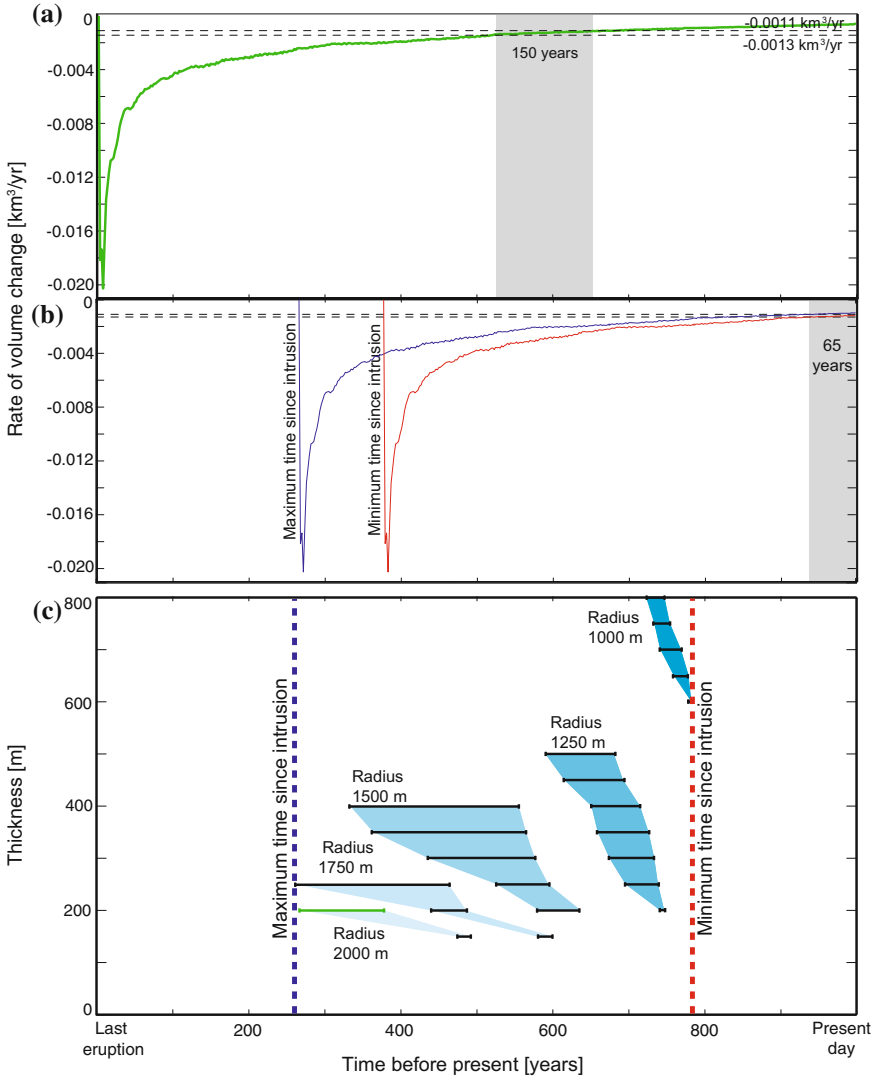 (a)
0
-0.004
-0.008
-0.012
-0.016
-0.020
-0.0011 km³/yr
-0.0013 km³/yr
150 years
Rate of volume change [km³/yr]
(b)
0
-0.004
-0.008
-0.012
-0.016
-0.020
Maximum time since intrusion
Minimum time since intrusion
65
years
(c)
800
600
400
200
0
Thickness [m]
Maximum time since intrusion
Minimum time since intrusion
Radius
1000 m
Radius
1250 m
Radius
1500 m
Radius
1750 m
Radius
2000 m
Last
eruption
200
400
600
800
Present
day
Time before present [years]